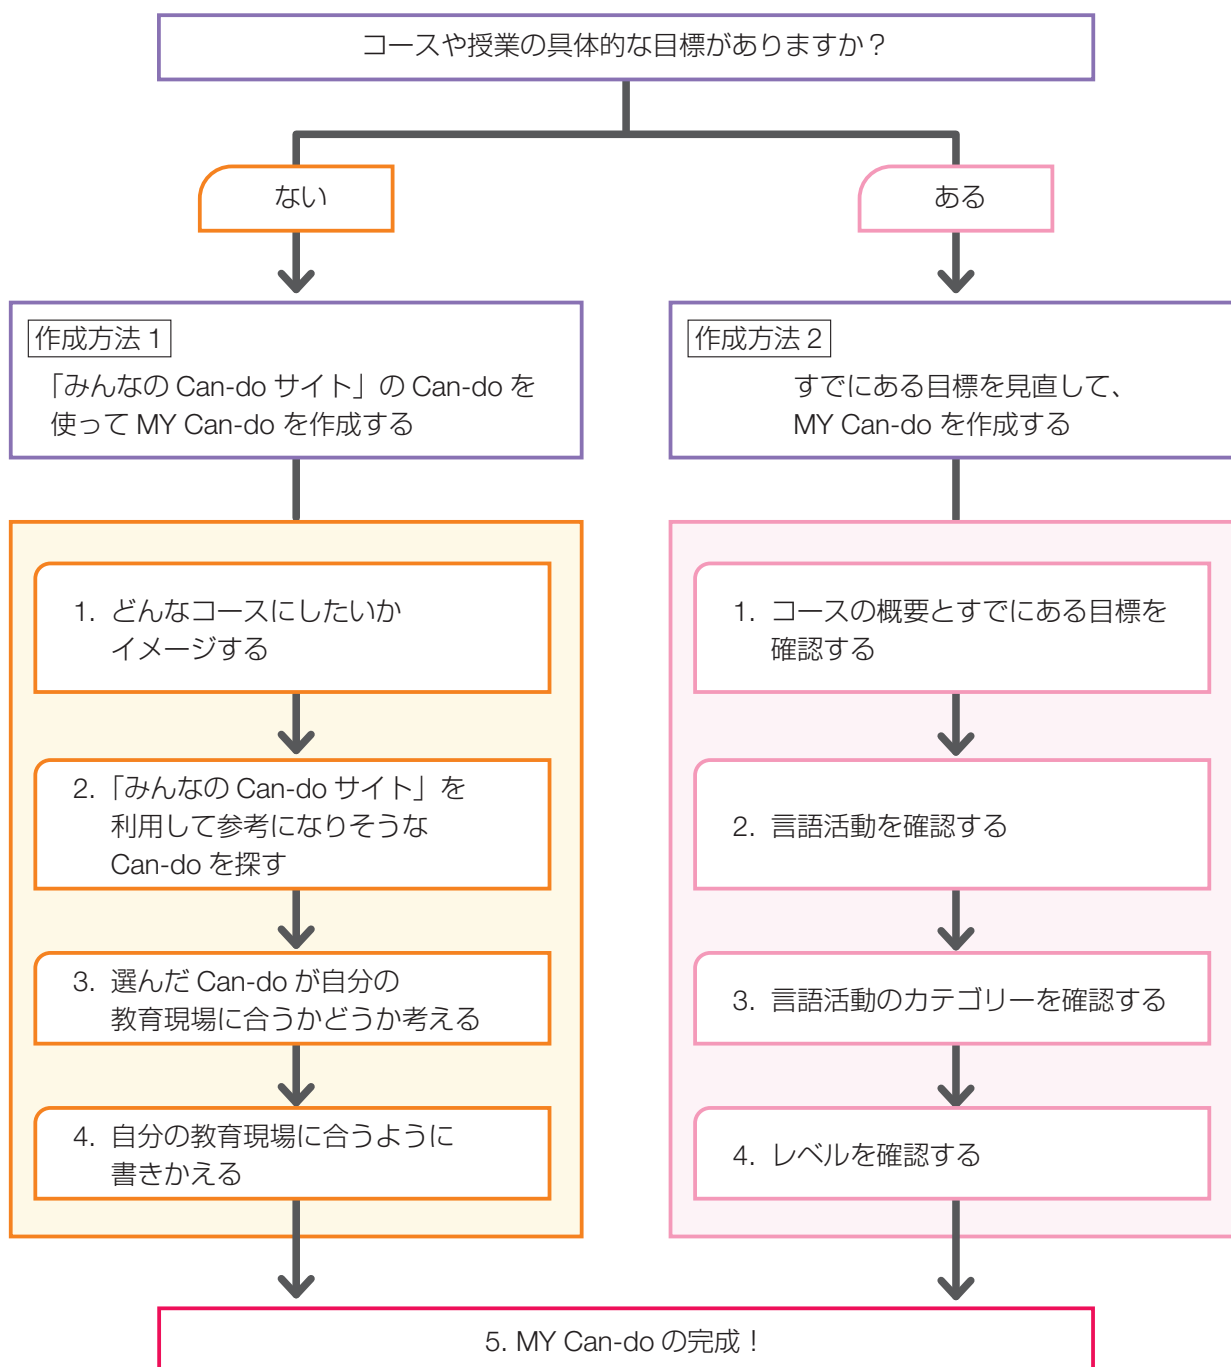 コースや授業の具体的な目標がありますか？
ない
ある
作成方法 1
「みんなの Can-do サイト」の Can-do を
使って MY Can-do を作成する
作成方法 2
すでにある目標を見直して、
MY Can-do を作成する
1. どんなコースにしたいか
イメージする
2. 「みんなの Can-do サイト」を
利用して参考になりそうな
Can-do を探す
3. 選んだ Can-do が自分の
教育現場に合うかどうか考える
4. 自分の教育現場に合うように
書きかえる
1. コースの概要とすでにある目標を
確認する
2. 言語活動を確認する
3. 言語活動のカテゴリーを確認する
4. レベルを確認する
5. MY Can-do の完成！